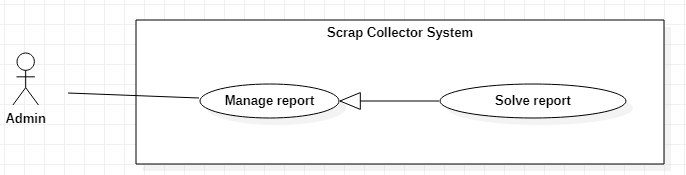 Scrap Collector System
Admin
Manage report
Solve report